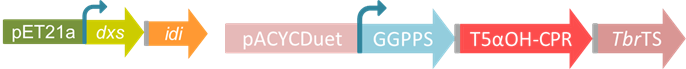 pET21a dxs idi pACYCDuet GGPPS T5αOH-CPR TbrTS